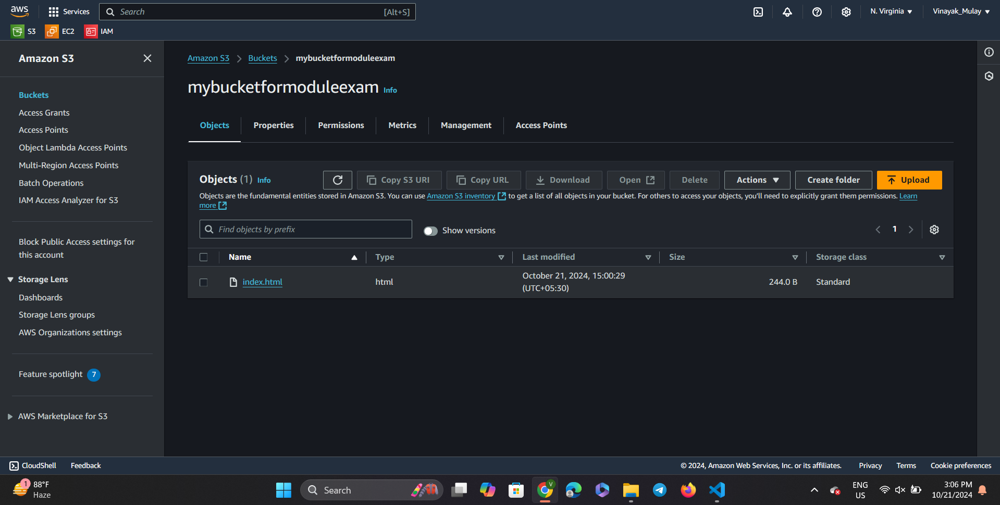 aws
Services
Search
[Alt+S]
N. Virginia
Vinayak_Mulay
S3
EC2
IAM
Amazon S3
Buckets
Access Grants
Access Points
Object Lambda Access Points
Multi-Region Access Points
Batch Operations
IAM Access Analyzer for S3
Block Public Access settings for
this account
Storage Lens
Dashboards
Storage Lens groups
AWS Organizations settings
Feature spotlight 7
AWS Marketplace for S3
Amazon S3 > Buckets > mybucketformoduleexam
mybucketformoduleexam Info
Objects
Properties
Permissions
Metrics
Management
Access Points
Objects (1) Info
Copy S3 URI
Copy URL
Download
Open
Delete
Actions
Create folder
Upload
Objects are the fundamental entities stored in Amazon S3. You can use Amazon S3 inventory to get a list of all objects in your bucket. For others to access your objects, you’ll need to explicitly grant them permissions. Learn
more
Find objects by prefix
Show versions
1
Name
Type
Last modified
Size
Storage class
index.html
html
October 21, 2024, 15:00:29
(UTC+05:30)
244.0 B
Standard
CloudShell
Feedback
© 2024, Amazon Web Services, Inc. or its affiliates.
Privacy
Terms
Cookie preferences
1
88°F
Haze
Search
V
ENG
US
3:06 PM
10/21/2024